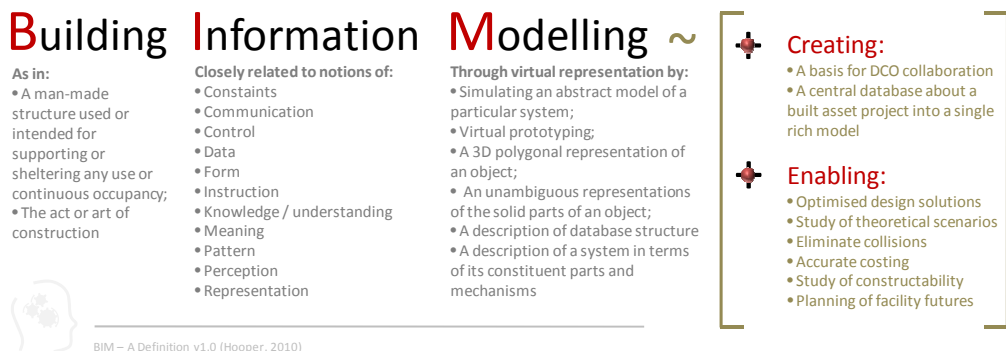 Building Information Modelling ~
As in:
• A man-made
structure used or
intended for
supporting or
sheltering any use or
continuous occupancy;
• The act or art of
construction
Closely related to notions of:
• Constaints
• Communication
• Control
• Data
• Form
• Instruction
• Knowledge / understanding
• Meaning
• Pattern
• Perception
• Representation
Through virtual representation by:
• Simulating an abstract model of a
particular system;
• Virtual prototyping;
• A 3D polygonal representation of
an object;
• An unambiguous representations
of the solid parts of an object;
• A description of database structure
• A description of a system in terms
of its constituent parts and
mechanisms
Creating:
• A basis for DCO collaboration
• A central database about a
built asset project into a single
rich model
Enabling:
• Optimised design solutions
• Study of theoretical scenarios
• Eliminate collisions
• Accurate costing
• Study of constructability
• Planning of facility futures
BIM – A Definition v1.0 (Hooper, 2010)